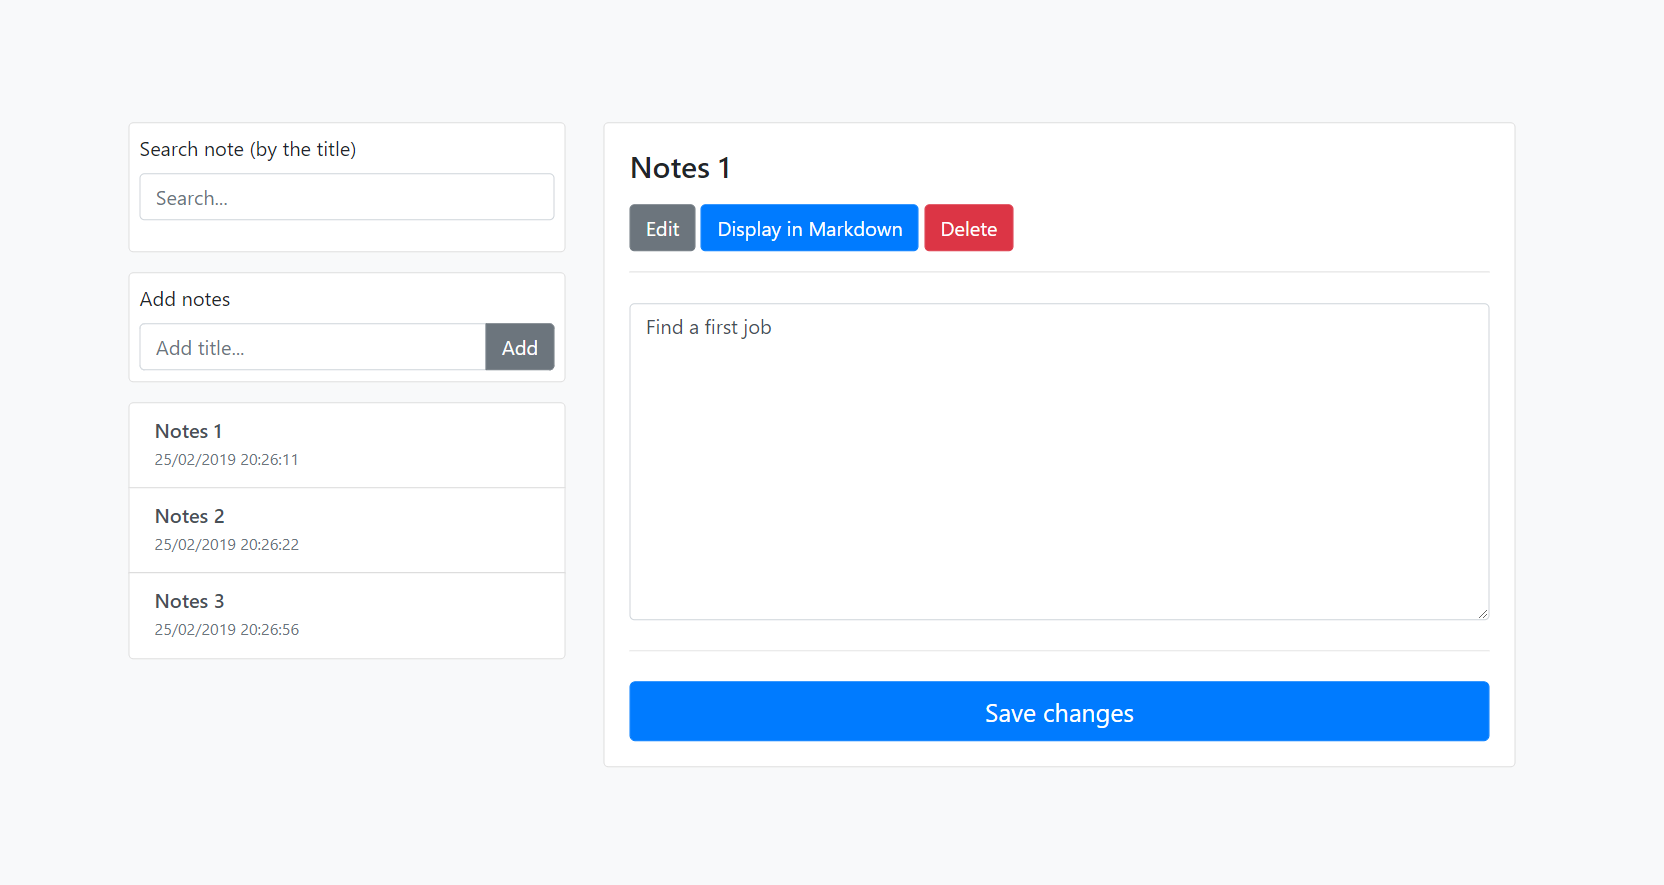 Search note (by the title)
Search...
Add notes
Add title...
Add
Notes 1
25/02/2019 20:26:11
Notes 2
25/02/2019 20:26:22
Notes 3
25/02/2019 20:26:56
Notes 1
Edit
Display in Markdown
Delete
Find a first job
Save changes